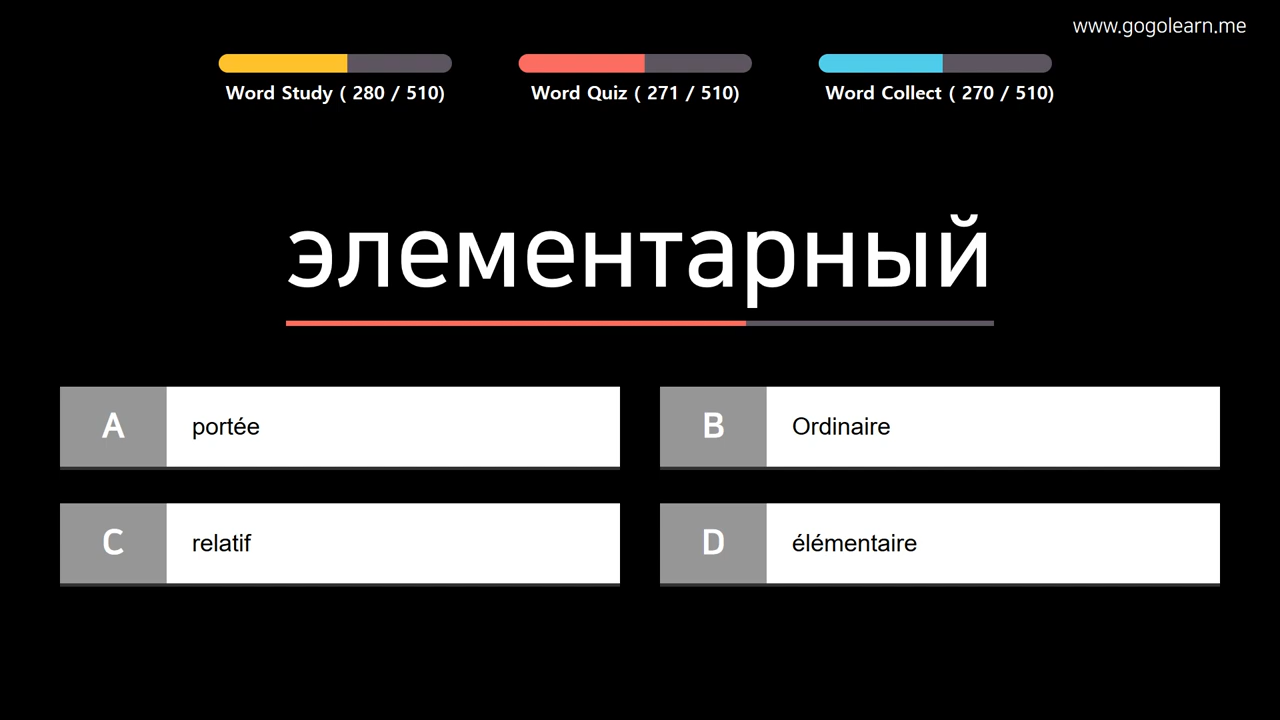 www.gogolearn.me
Word Study ( 280 / 510)
Word Quiz ( 271 / 510)
Word Collect ( 270 / 510)
элементарный
A portée
B Ordinaire
C relatif
D élémentaire